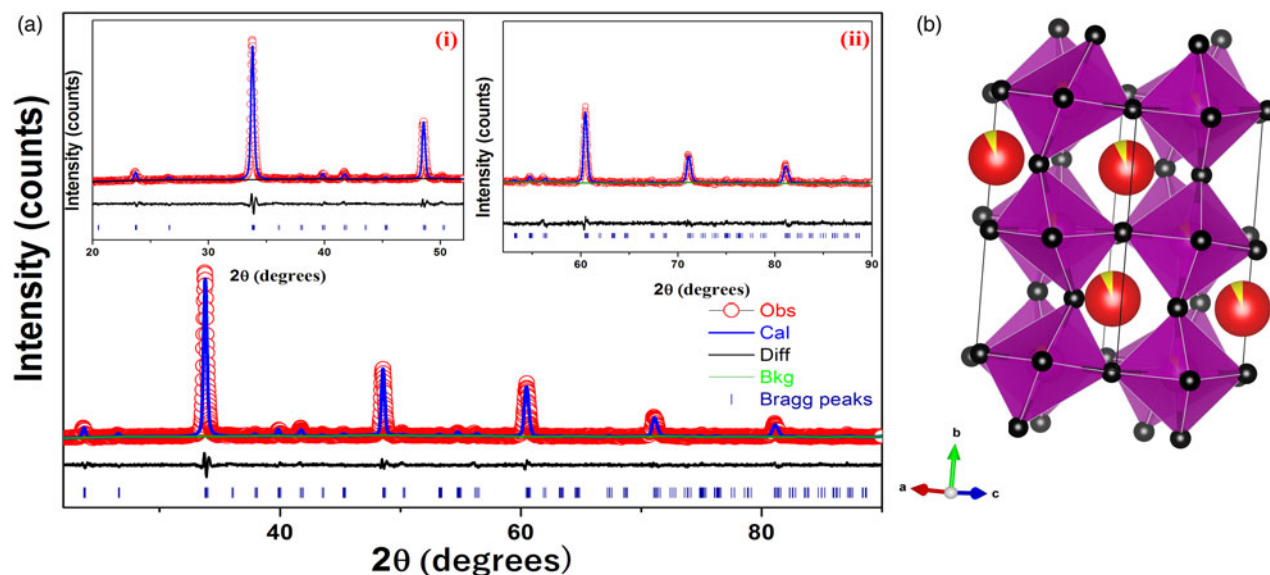 (a)
Intensity (counts)
(i)
Intensity (counts)
20 30 40 50
2θ (degrees)
(ii)
Intensity (counts)
60 70 80 90
2θ (degrees)
Obs
Cal
Diff
Bkg
Bragg peaks
40 60 80
2θ (degrees)
(b)
b
a
c